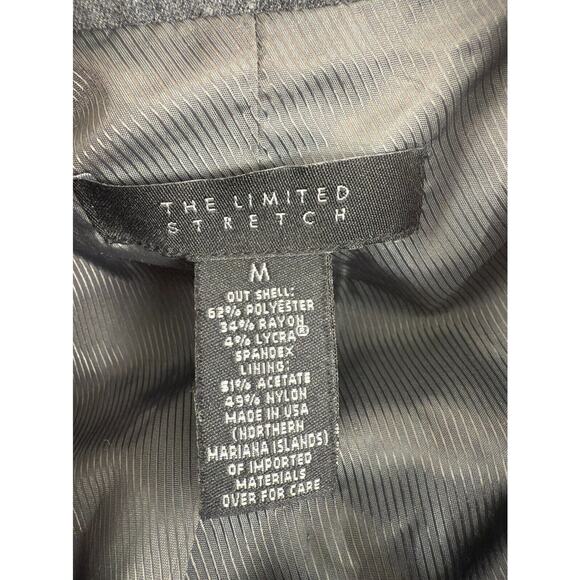 THE LIMITED
STRETCH
M
OUT SHELL:
62% POLYESTER
34% RAYON
4% LYCRA®
SPANDEX
LINING:
51% ACETATE
49% NYLON
MADE IN USA
(NORTHERN
MARIANA ISLANDS)
OF IMPORTED
MATERIALS
OVER FOR CARE